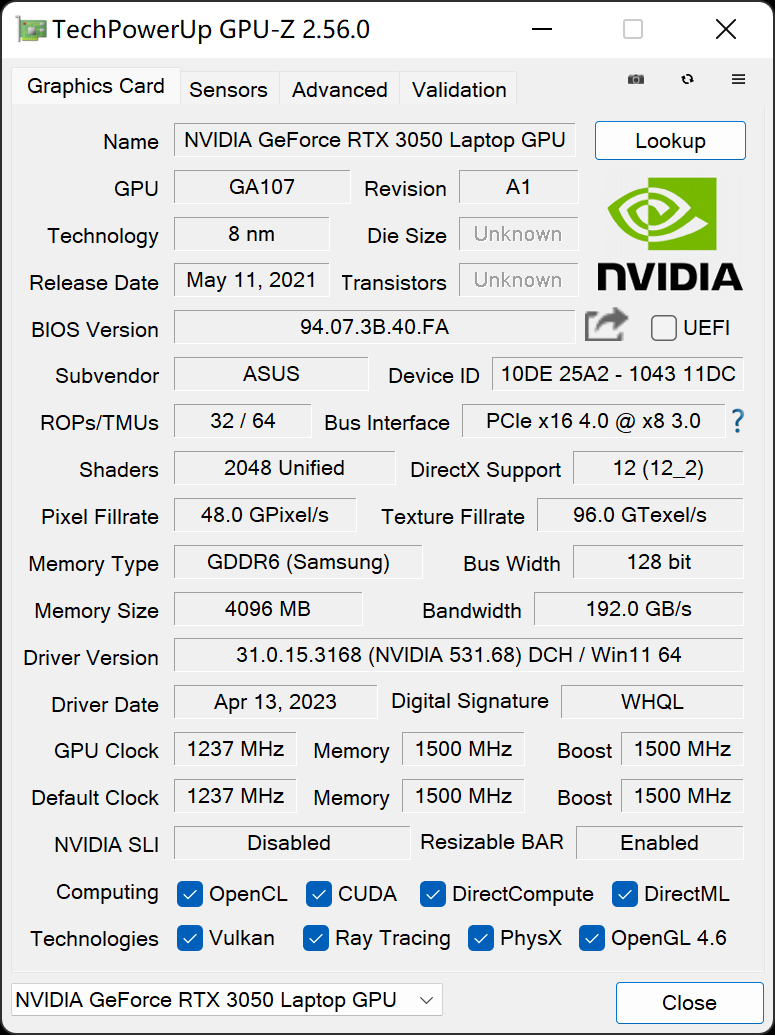 TechPowerUp GPU-Z 2.56.0
Graphics Card Sensors Advanced Validation
Name NVIDIA GeForce RTX 3050 Laptop GPU Lookup
GPU GA107 Revision A1
Technology 8 nm Die Size Unknown
Release Date May 11, 2021 Transistors Unknown
NVIDIA
BIOS Version 94.07.3B.40.FA UEFI
Subvendor ASUS Device ID 10DE 25A2 - 1043 11DC
ROPs/TMUs 32 / 64 Bus Interface PCIe x16 4.0 @ x8 3.0 ?
Shaders 2048 Unified DirectX Support 12 (12_2)
Pixel Fillrate 48.0 GPixel/s Texture Fillrate 96.0 GTexel/s
Memory Type GDDR6 (Samsung) Bus Width 128 bit
Memory Size 4096 MB Bandwidth 192.0 GB/s
Driver Version 31.0.15.3168 (NVIDIA 531.68) DCH / Win11 64
Driver Date Apr 13, 2023 Digital Signature WHQL
GPU Clock 1237 MHz Memory 1500 MHz Boost 1500 MHz
Default Clock 1237 MHz Memory 1500 MHz Boost 1500 MHz
NVIDIA SLI Disabled Resizable BAR Enabled
Computing OpenCL CUDA DirectCompute DirectML
Technologies Vulkan Ray Tracing PhysX OpenGL 4.6
NVIDIA GeForce RTX 3050 Laptop GPU Close